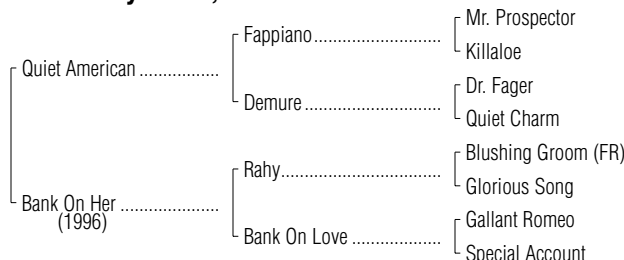 Mr. Prospector
Fappiano
Killaloe
Quiet American
Dr. Fager
Demure
Quiet Charm
Blushing Groom (FR)
Rahy
Glorious Song
Bank On Her
(1996)
Gallant Romeo
Bank On Love
Special Account